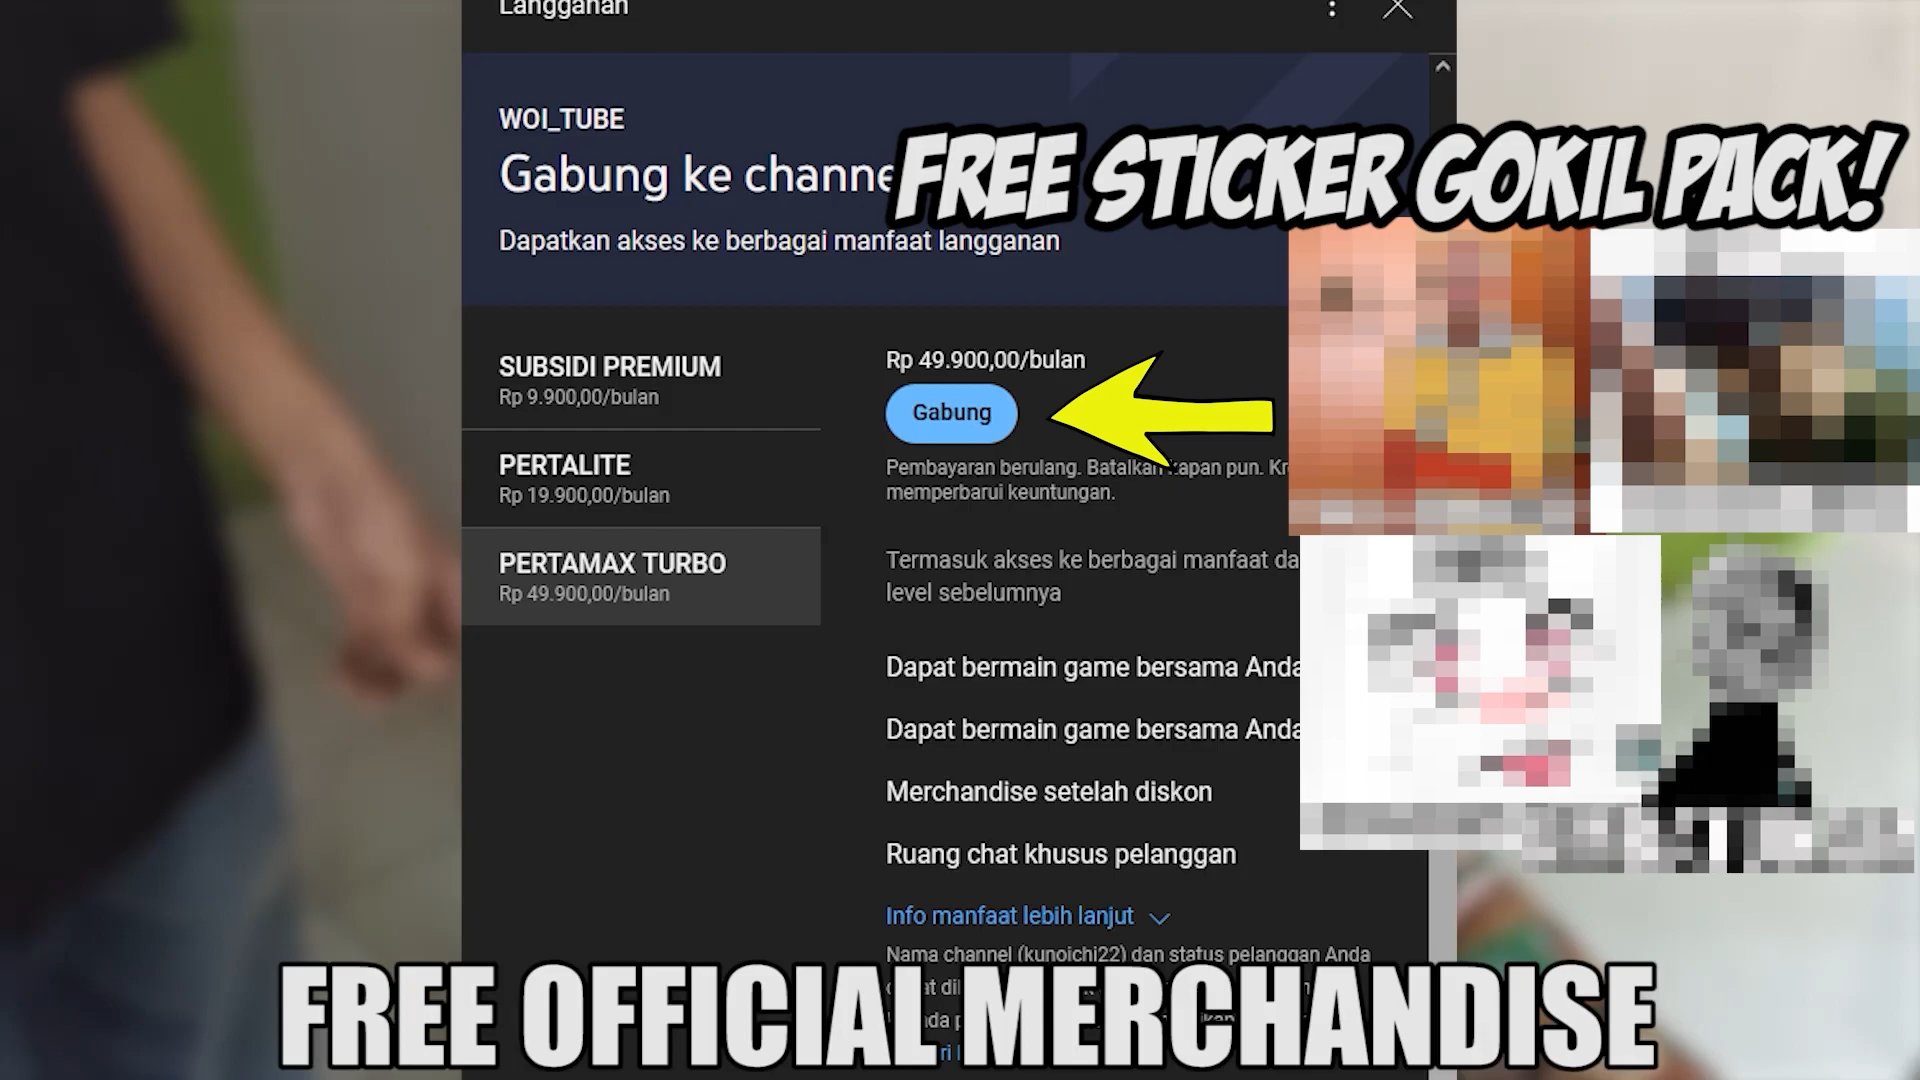 Langganan
WOI_TUBE
Gabung ke channe
FREE STICKER GOKIL PACK!
Dapatkan akses ke berbagai manfaat langganan
SUBSIDI PREMIUM
Rp 9.900,00/bulan
PERTALITE
Rp 19.900,00/bulan
PERTAMAX TURBO
Rp 49.900,00/bulan
Rp 49.900,00/bulan
Gabung
Pembayaran berulang. Batalkan kapan pun. Kr
memperbarui keuntungan.
Termasuk akses ke berbagai manfaat da
level sebelumnya
Dapat bermain game bersama Anda
Dapat bermain game bersama Anda
Merchandise setelah diskon
Ruang chat khusus pelanggan
Info manfaat lebih lanjut
Nama channel (kunoichi22) dan status pelanggan Anda
FREE OFFICIAL MERCHANDISE